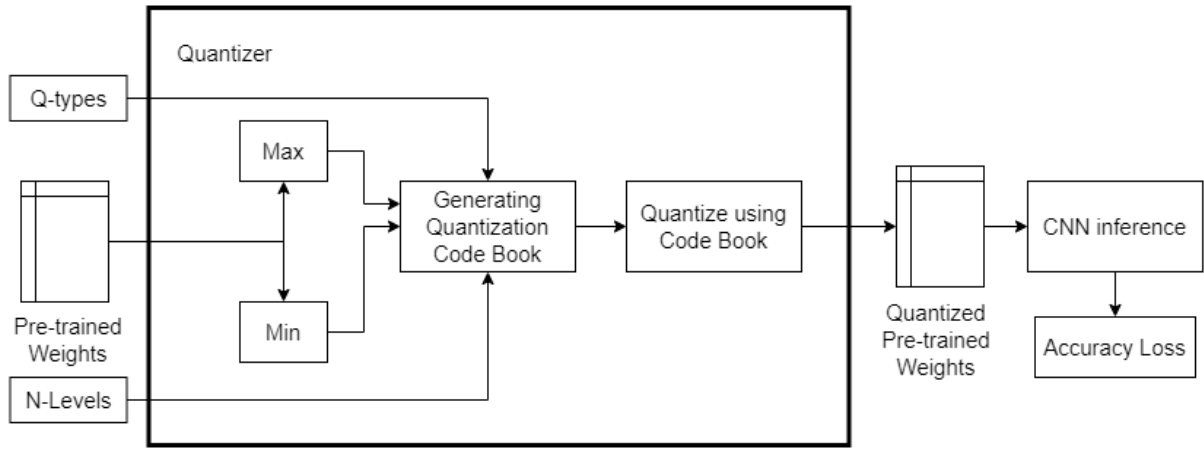 Quantizer
Q-types
Max
Generating
Quantization
Code Book
Quantize using
Code Book
CNN inference
Min
Pre-trained
Weights
Quantized
Pre-trained
Weights
Accuracy Loss
N-Levels